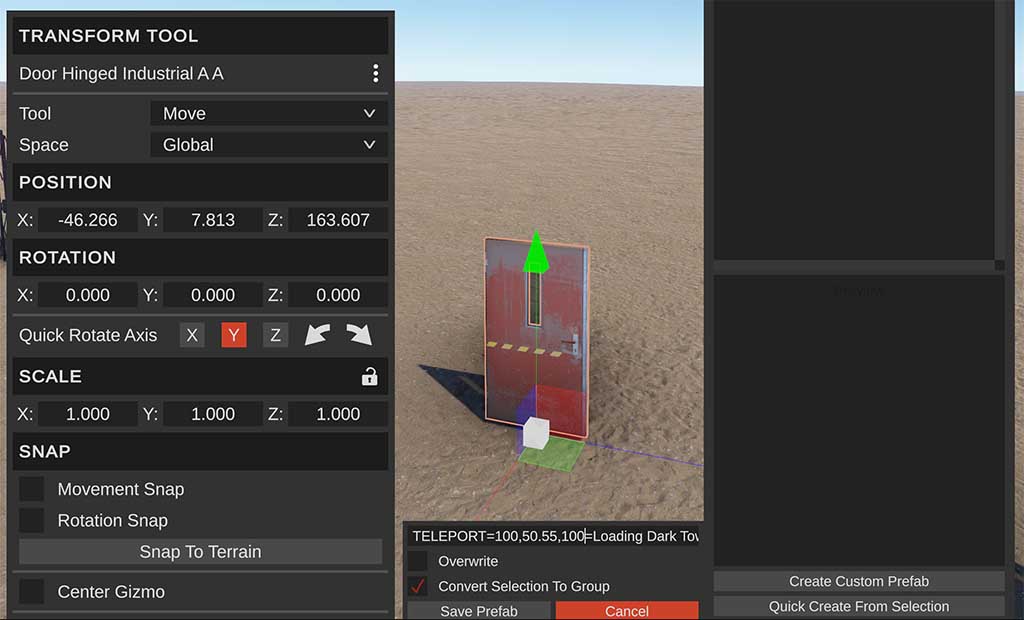 TRANSFORM TOOL
Door Hinged Industrial A A
Tool Move
Space Global
POSITION
X: -46.266 Y: 7.813 Z: 163.607
ROTATION
X: 0.000 Y: 0.000 Z: 0.000
Quick Rotate Axis X Y Z
SCALE
X: 1.000 Y: 1.000 Z: 1.000
SNAP
Movement Snap
Rotation Snap
Snap To Terrain
Center Gizmo
TELEPORT=100,50.55,100=Loading Dark Tow
Overwrite
Convert Selection To Group
Save Prefab Cancel
Preview
Create Custom Prefab
Quick Create From Selection